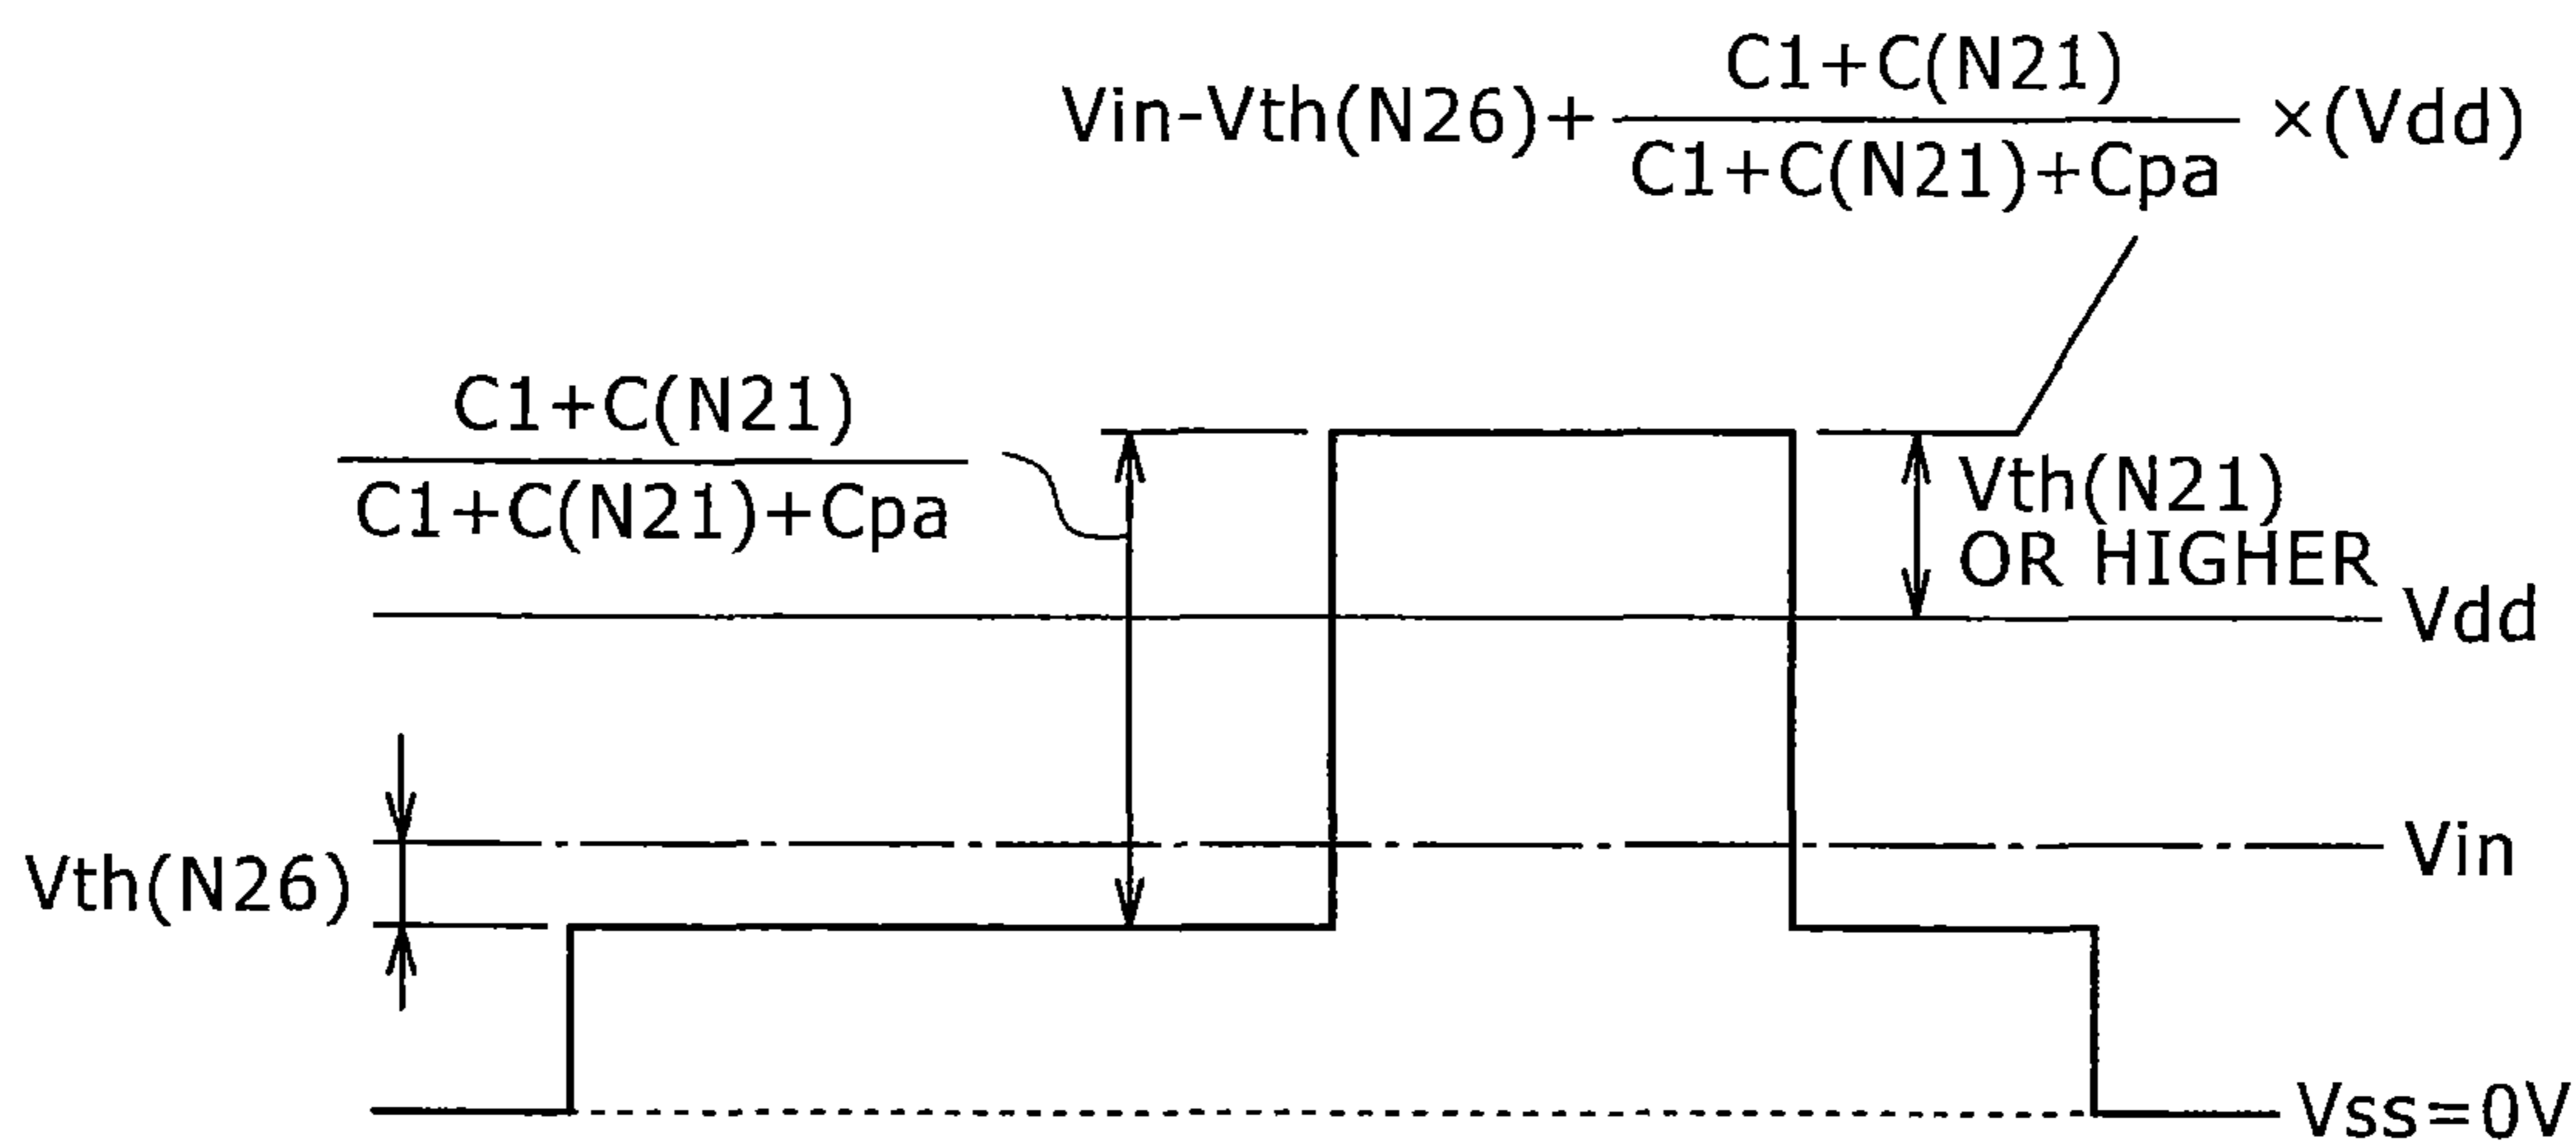 C1+C(N21)
Vin-Vth(N26)+ ×(Vdd)
C1+C(N21)+Cpa
C1+C(N21)
C1+C(N21)+Cpa
Vth(N21)
OR HIGHER
Vdd
Vin
Vth(N26)
Vss=0V